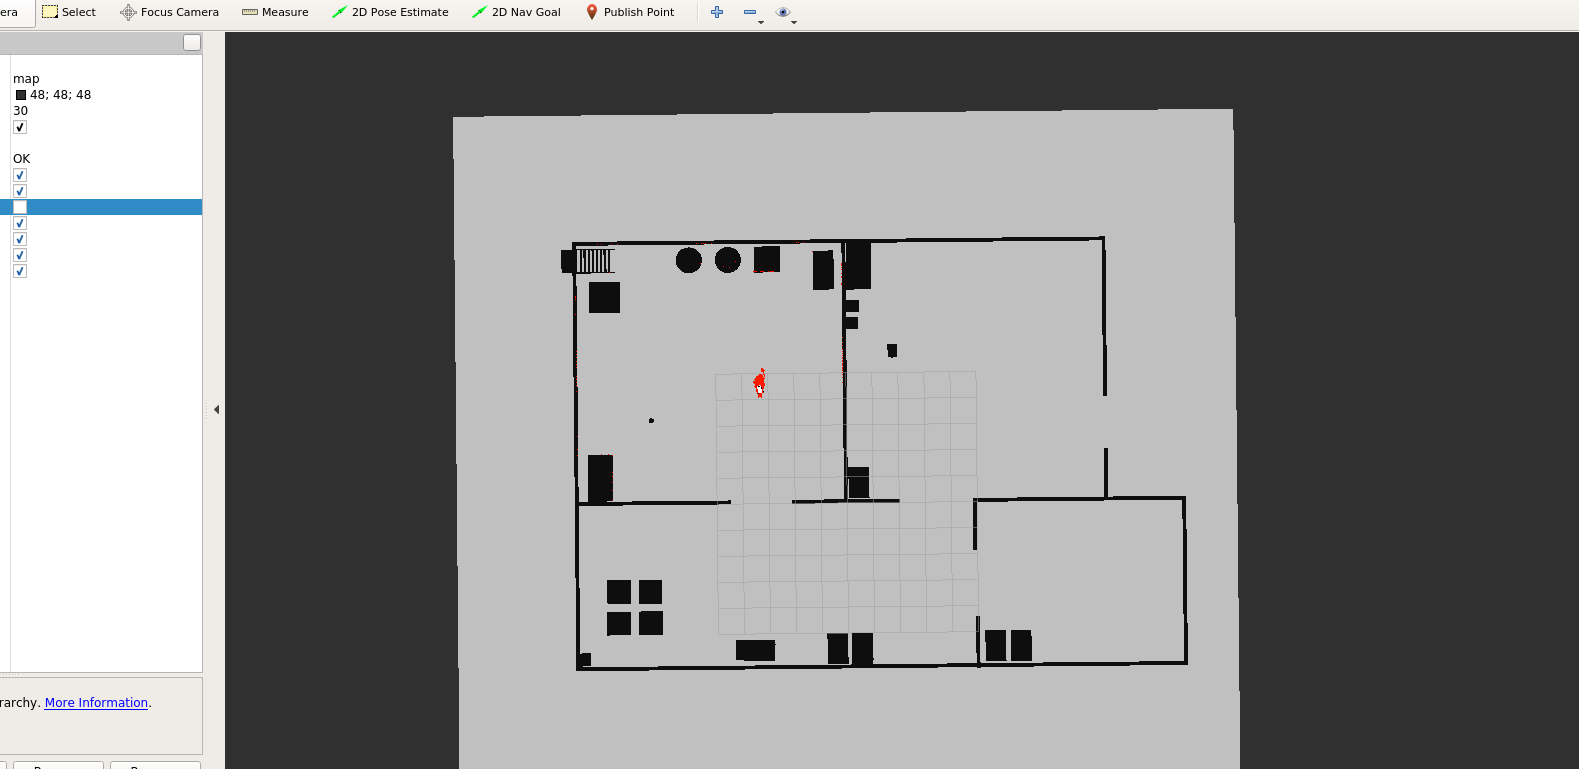 era Select Focus Camera Measure 2D Pose Estimate 2D Nav Goal Publish Point
map
48; 48; 48
30
OK
rarchy. More Information.